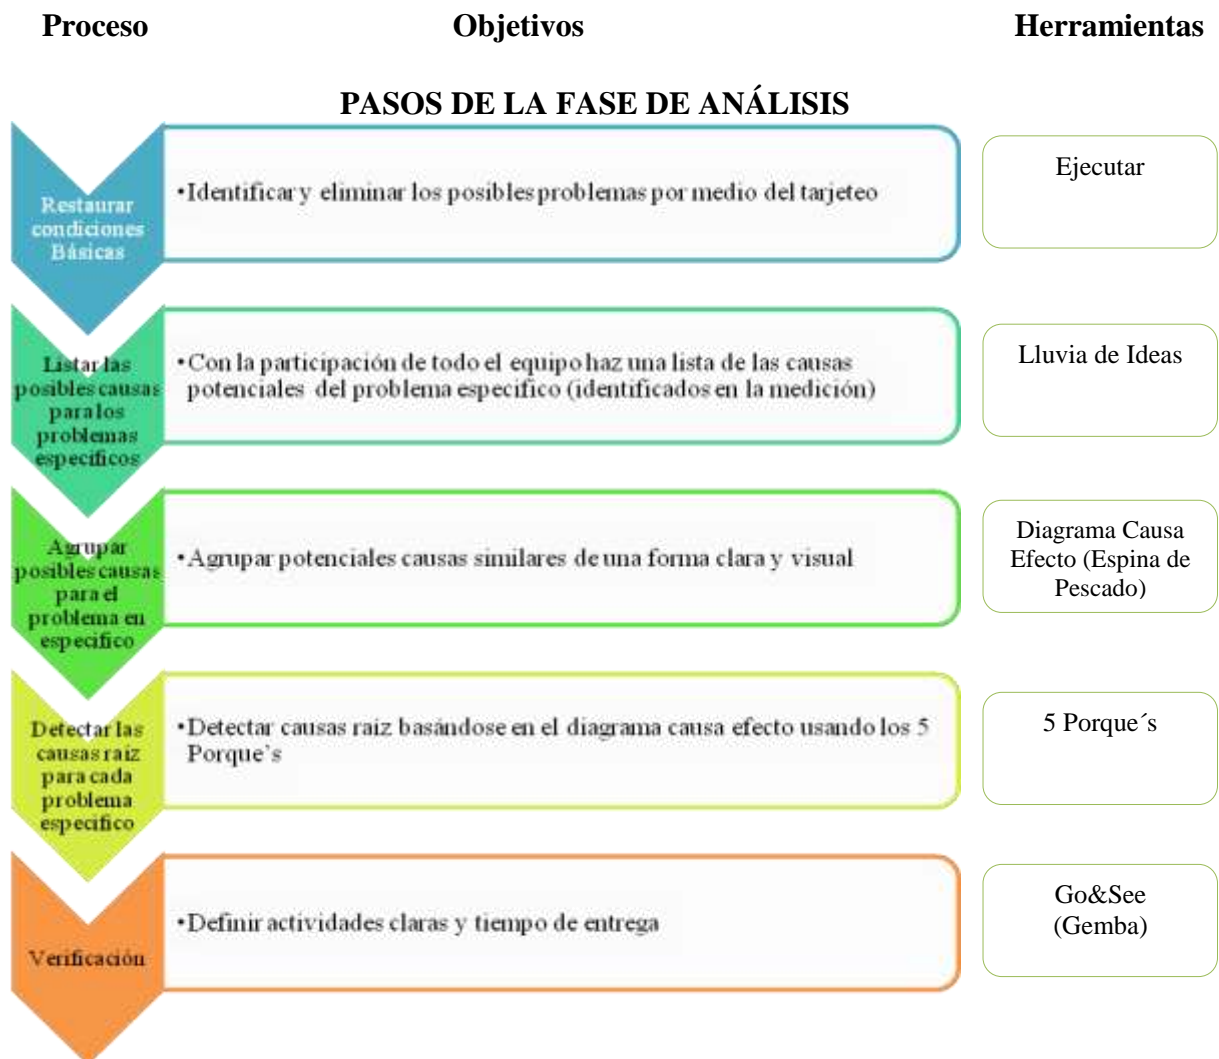 Proceso
Objetivos
Herramientas
PASOS DE LA FASE DE ANÁLISIS
Restaurar
condiciones
Básicas
•Identificar y eliminar los posibles problemas por medio del tarjeteo
Ejecutar
Listar las
posibles causas
para los
problemas
especificos
•Con la participación de todo el equipo haz una lista de las causas
potenciales del problema especifico (identificados en la medición)
Lluvia de Ideas
Agrupar
posibles causas
para el
problema en
especifico
•Agrupar potenciales causas similares de una forma clara y visual
Diagrama Causa
Efecto (Espina de
Pescado)
Detectar las
causas raiz
para cada
problema
especifico
•Detectar causas raiz basándose en el diagrama causa efecto usando los 5
Porque’s
5 Porque´s
Verificación
•Definir actividades claras y tiempo de entrega
Go&See
(Gemba)